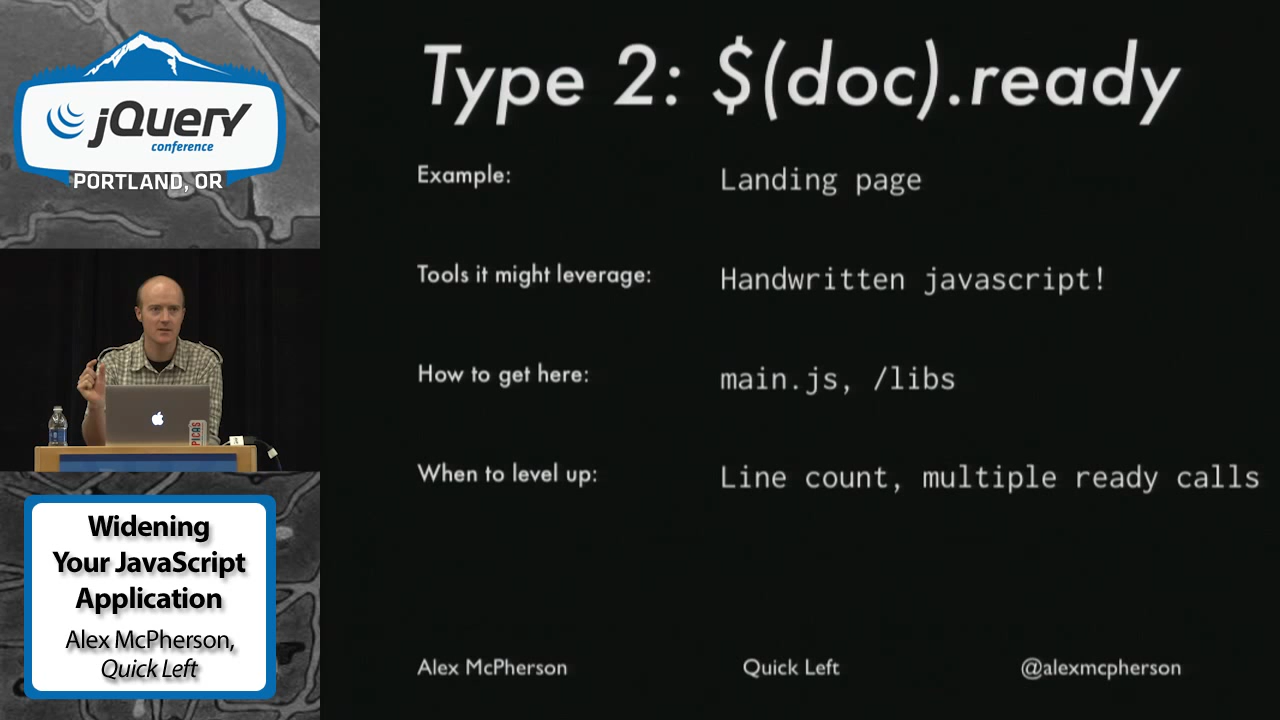 jQuery
conference
PORTLAND, OR
PICAS
Widening
Your JavaScript
Application
Alex McPherson,
Quick Left
Type 2: $(doc).ready
Example: Landing page
Tools it might leverage: Handwritten javascript!
How to get here: main.js, /libs
When to level up: Line count, multiple ready calls
Alex McPherson Quick Left @alexmcpherson